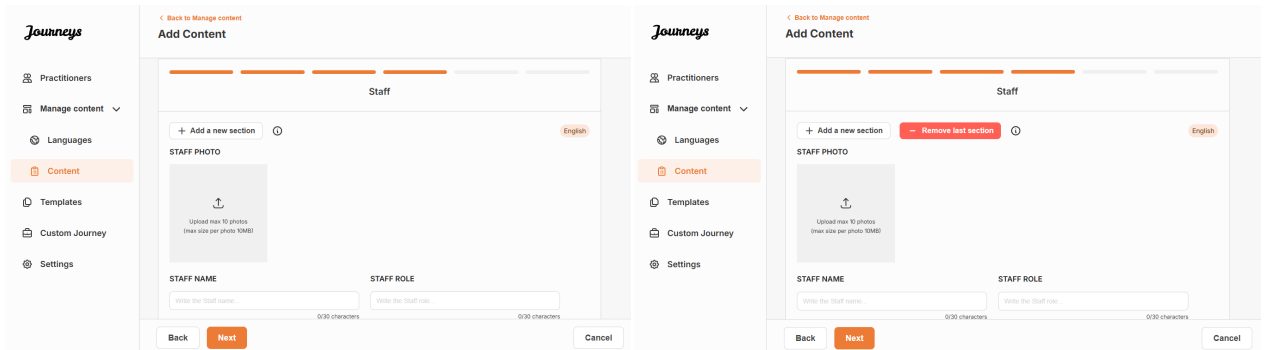 Journeys
Practitioners
Manage content
Languages
Content
Templates
Custom Journey
Settings
Back to Manage content
Add Content
Staff
Add a new section
English
STAFF PHOTO
Upload max 10 photos
(max size per photo 10MB)
STAFF NAME
STAFF ROLE
Write the Staff name...
Write the Staff role...
0/30 characters
0/30 characters
Back
Next
Cancel
Journeys
Practitioners
Manage content
Languages
Content
Templates
Custom Journey
Settings
Back to Manage content
Add Content
Staff
Add a new section
Remove last section
English
STAFF PHOTO
Upload max 10 photos
(max size per photo 10MB)
STAFF NAME
STAFF ROLE
Write the Staff name...
Write the Staff role...
0/30 characters
0/30 characters
Back
Next
Cancel